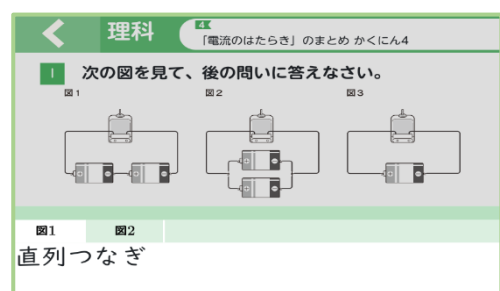 理科
4
「電流のはたらき」のまとめ かくにん4
1 次の図を見て、後の問いに答えなさい。
図1 図2 図3
図1 図2
直列つなぎ